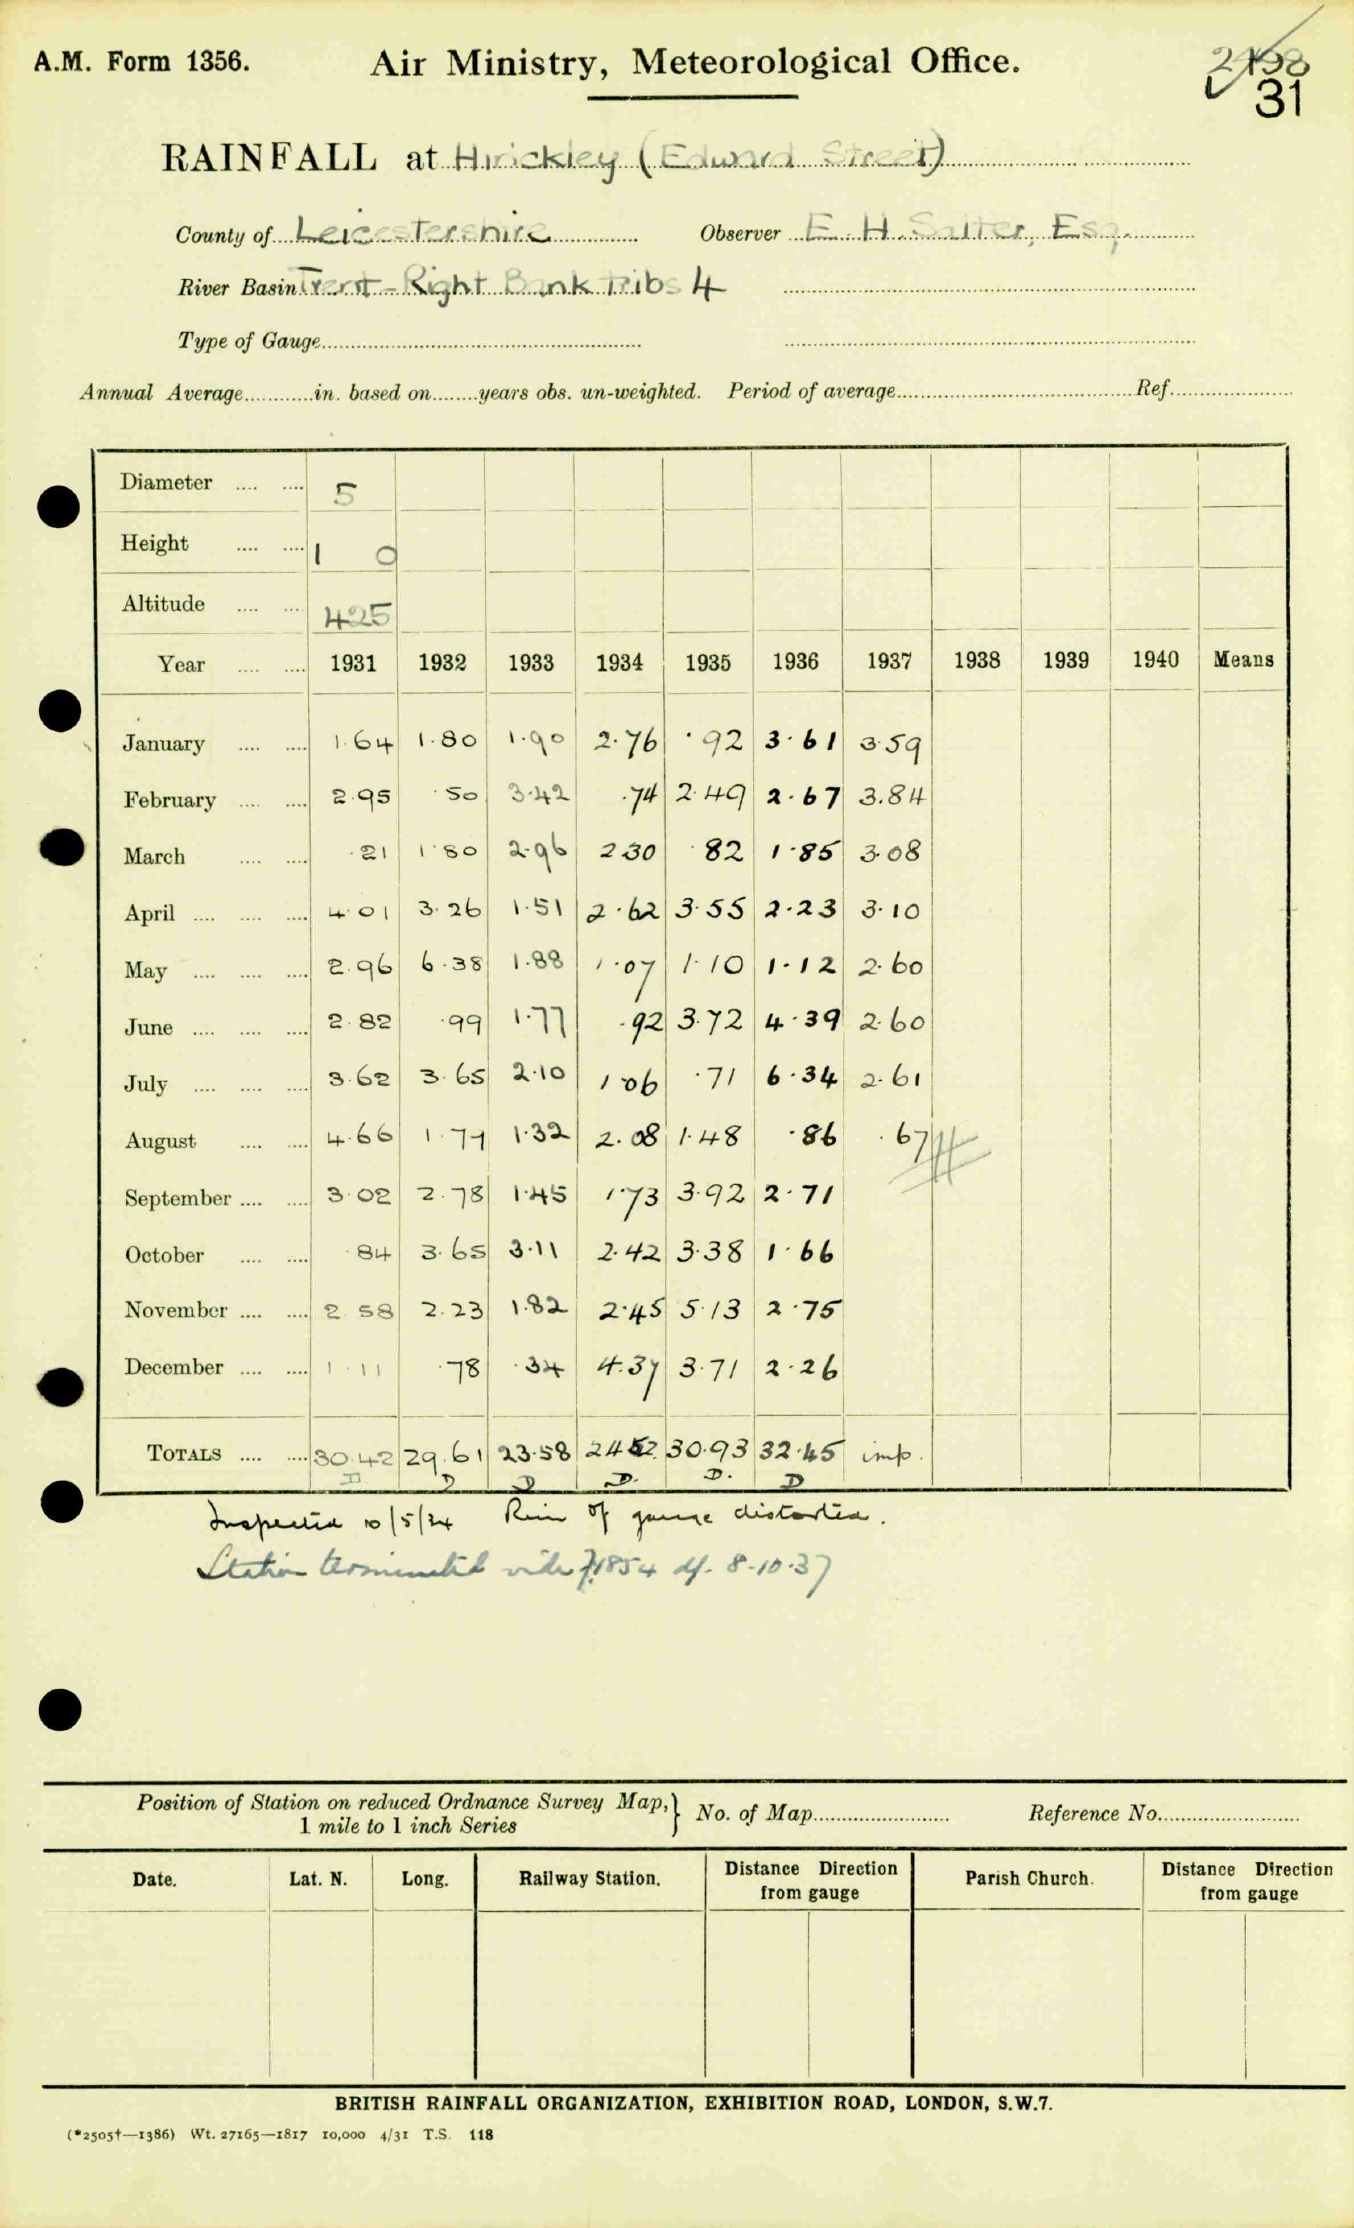 A.M. Form 1356. Air Ministry, Meteorological Office.
31
RAINFALL at Hinckley (Edward Street)
County of Leicestershire Observer E. H. Salter, Esq.
River Basin Trent - Right Bank tribs 4
Type of Gauge
Annual Average in. based on years obs. un-weighted. Period of average Ref.
Diameter 5
Height 1 0
Altitude 425
Year 1931 1932 1933 1934 1935 1936 1937 1938 1939 1940 Means
January 1.64 1.80 1.90 2.76 .92 3.61 3.59
February 2.95 .50 3.42 .74 2.49 2.67 3.84
March .21 1.80 2.96 2.30 .82 1.85 3.08
April 4.01 3.26 1.51 2.62 3.55 2.23 3.10
May 2.96 6.38 1.88 1.07 1.10 1.12 2.60
June 2.82 .99 1.77 .92 3.72 4.39 2.60
July 3.62 3.65 2.10 1.06 .71 6.34 2.61
August 4.66 1.79 1.32 2.08 1.48 .86 .67
September 3.02 2.78 1.45 1.73 3.92 2.71
October .84 3.65 3.11 2.42 3.38 1.66
November 2.58 2.23 1.82 2.45 5.13 2.75
December 1.11 .78 .34 4.37 3.71 2.26
TOTALS 30.42 29.61 23.58 24.52 30.93 32.45 imp.
D D D D. D. D
Inspected 10/5/34 Rim of gauge distorted.
Station terminated vide 71854 of 8-10-37
Position of Station on reduced Ordnance Survey Map, } No. of Map Reference No.
1 mile to 1 inch Series
Date. Lat. N. Long. Railway Station. Distance Direction from gauge Parish Church. Distance Direction from gauge
BRITISH RAINFALL ORGANIZATION, EXHIBITION ROAD, LONDON, S.W.7.
(*2505†—1386) Wt. 27165—1817 10,000 4/31 T.S. 118